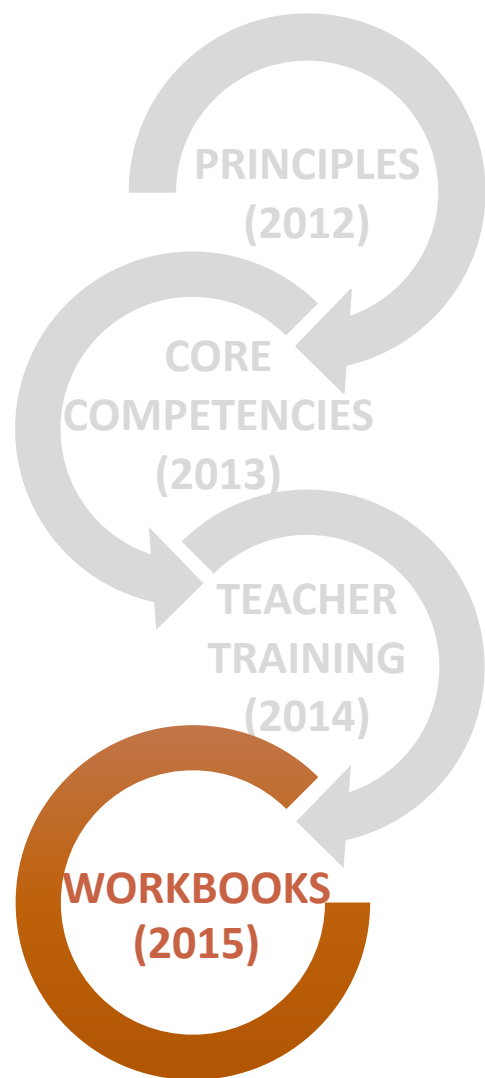 PRINCIPLES
(2012)
CORE
COMPETENCIES
(2013)
TEACHER
TRAINING
(2014)
WORKBOOKS
(2015)